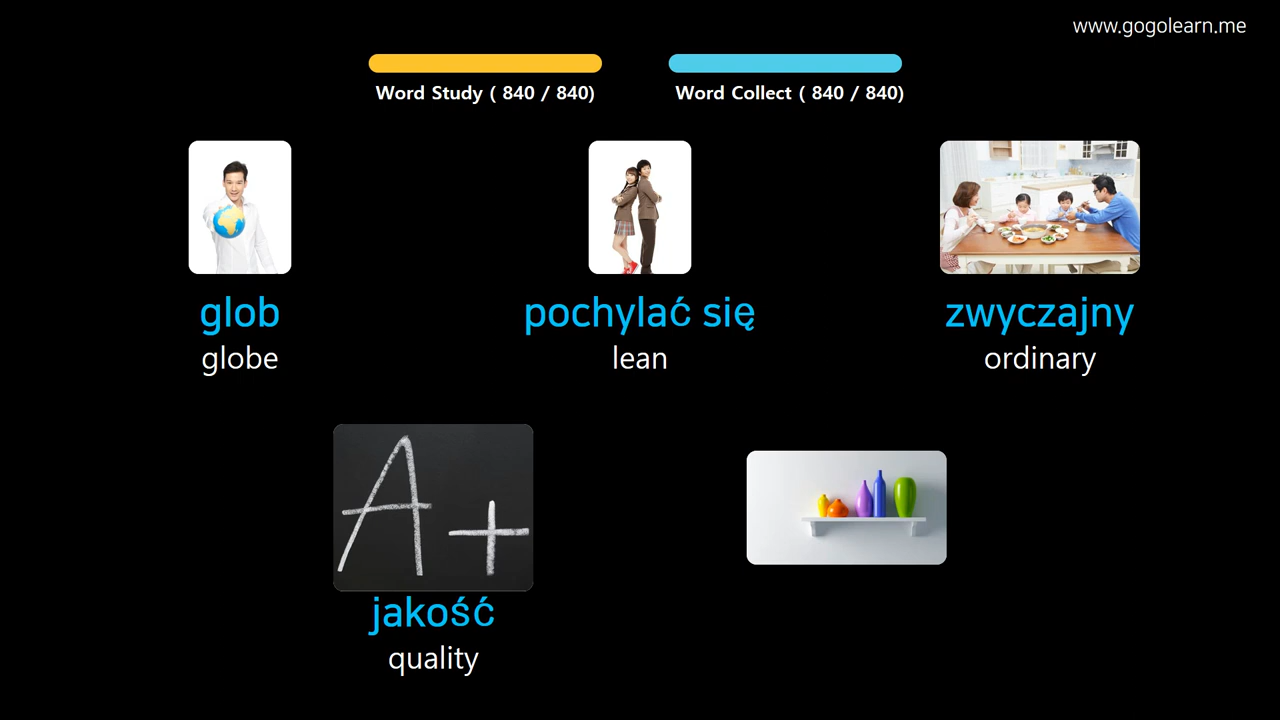 www.gogolearn.me
Word Study ( 840 / 840)
Word Collect ( 840 / 840)
glob
globe
pochylać się
lean
zwyczajny
ordinary
A+
jakość
quality